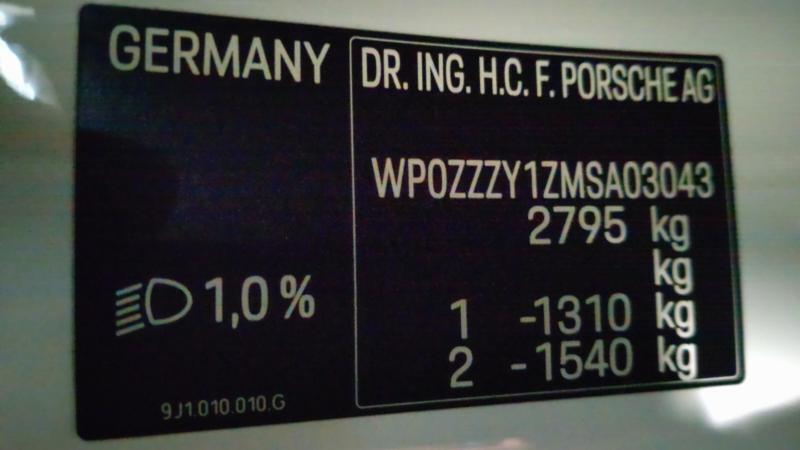 GERMANY
1,0 %
9J1.010.010.G
DR. ING. H.C. F. PORSCHE AG
WP0ZZZY1ZMSA03043
2795 kg
kg
1 -1310 kg
2 -1540 kg